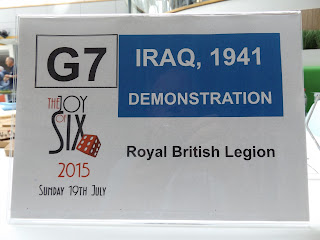 G7
IRAQ, 1941
DEMONSTRATION
THE JOY
OF
SIX
2015
SUNDAY 19TH JULY
Royal British Legion